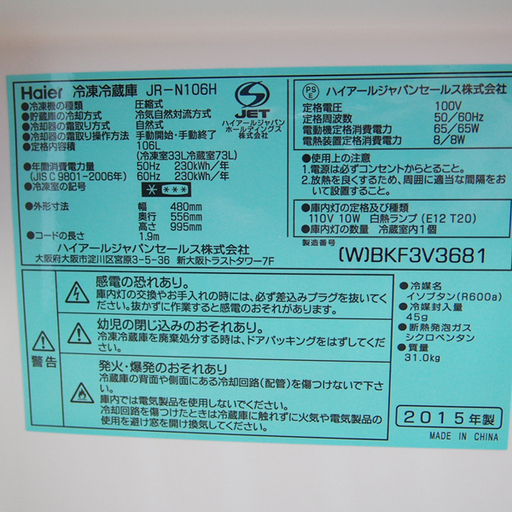 Haier 冷凍冷蔵庫 JR-N106H
●冷凍機の種類 圧縮式
●貯蔵庫の冷却方式 冷気自然対流方式
●冷却器の霜取り方式 自然式
●冷却器の霜取り操作方法 手動開始・手動終了
●定格内容積 106L
(冷凍室33L冷蔵室73L)
●年間消費電力量 50Hz 230kWh/年
(JIS C 9801-2006年) 60Hz 230kWh/年
●冷凍室の記号
●外形寸法 幅 480mm
奥行 556mm
高さ 995mm
●コードの長さ 1.9m
ハイアールジャパンセールス株式会社
大阪府大阪市淀川区宮原3-5-36 新大阪トラストタワー7F
JET
ハイアールジャパン
ホールディングス
株式会社
PS
E
ハイアールジャパンセールス株式会社
定格電圧 100V
定格周波数 50/60Hz
電動機定格消費電力 65/65W
電熱装置定格消費電力 8/8W
●使用上の注意
1.電源は必ずコンセントからとること。
2.放熱を良くするため、周囲に適当な間隔をお
いて設置すること。
●庫内灯の定格及び種類
110V 10W 白熱ランプ(E12 T20)
●庫内灯の数量 冷蔵室内1個
製造番号 (W)BKF3V3681
警告
感電の恐れあり。
庫内灯の交換やお手入れの時には、必ず差込みプラグを抜いてく
ださい。抜かずに作業すると感電の恐れがあります。
幼児の閉じ込みのおそれあり。
冷凍冷蔵庫を廃棄処分する時は、ドアパッキングをはずしてくだ
さい。
発火・爆発のおそれあり
冷蔵庫の背面や側面にある冷却回路(配管)を傷つけないで下さ
い。
庫内では電気製品を使用しないで下さい。
冷却回路を傷つけたときは冷蔵庫に触れずに火気や電気製品の
使用を避け窓を開けて換気して下さい。
●冷媒名
イソブタン(R600a)
●冷媒封入量
45g
●断熱発泡ガス
シクロペンタン
●質量
31.0kg
2015年製
MADE IN CHINA